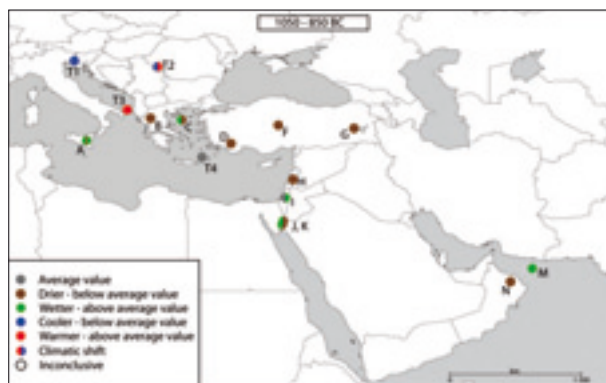 1050 - 850 BC
T1
T2
T3
A
B
C
D
F
G
T4
H
I
J, K
M
N
Average value
Drier - below average value
Wetter - above average value
Cooler - below average value
Warmer - above average value
Climatic shift
Inconclusive